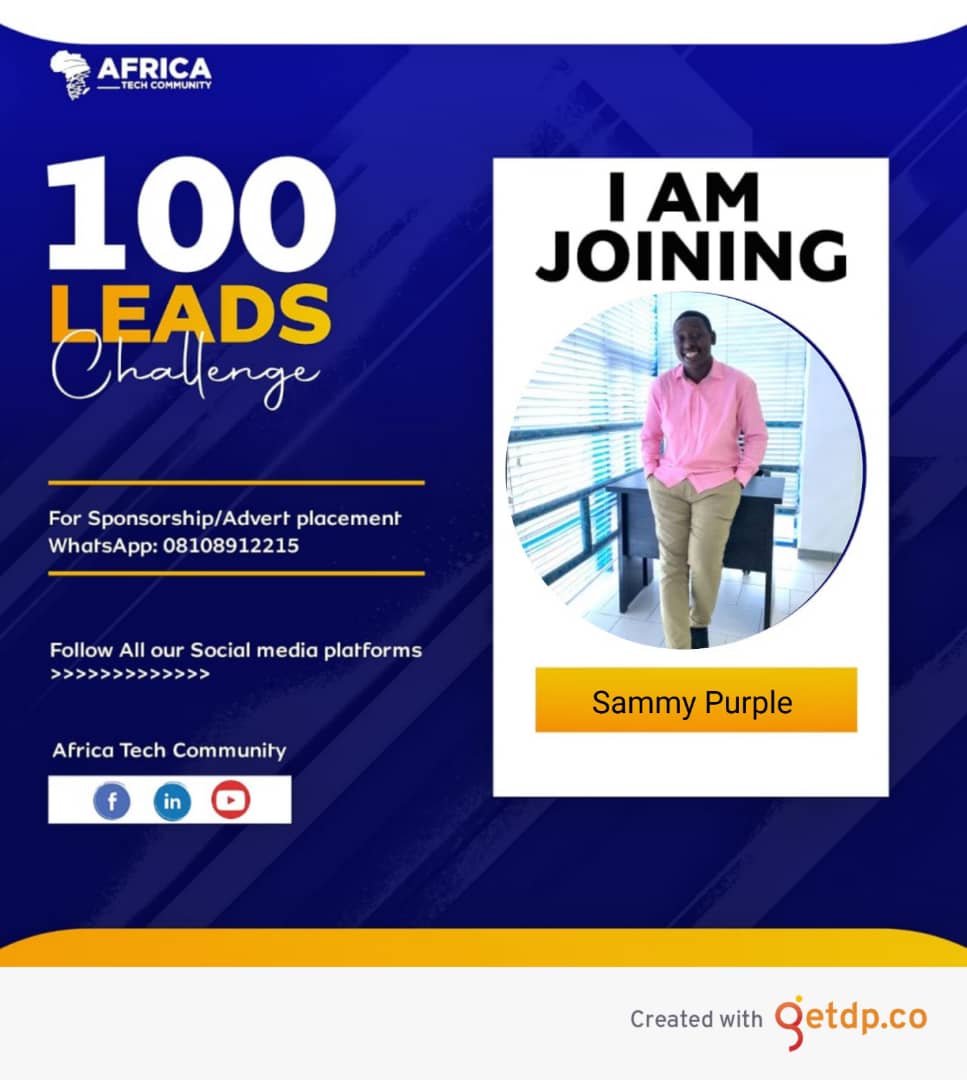 AFRICA
TECH COMMUNITY
100
LEADS
Challenge
For Sponsorship/Advert placement
WhatsApp: 08108912215
Follow All our Social media platforms
>>>>>>>>>>>>>
Africa Tech Community
f
in
I AM
JOINING
Sammy Purple
Created with getdp.co